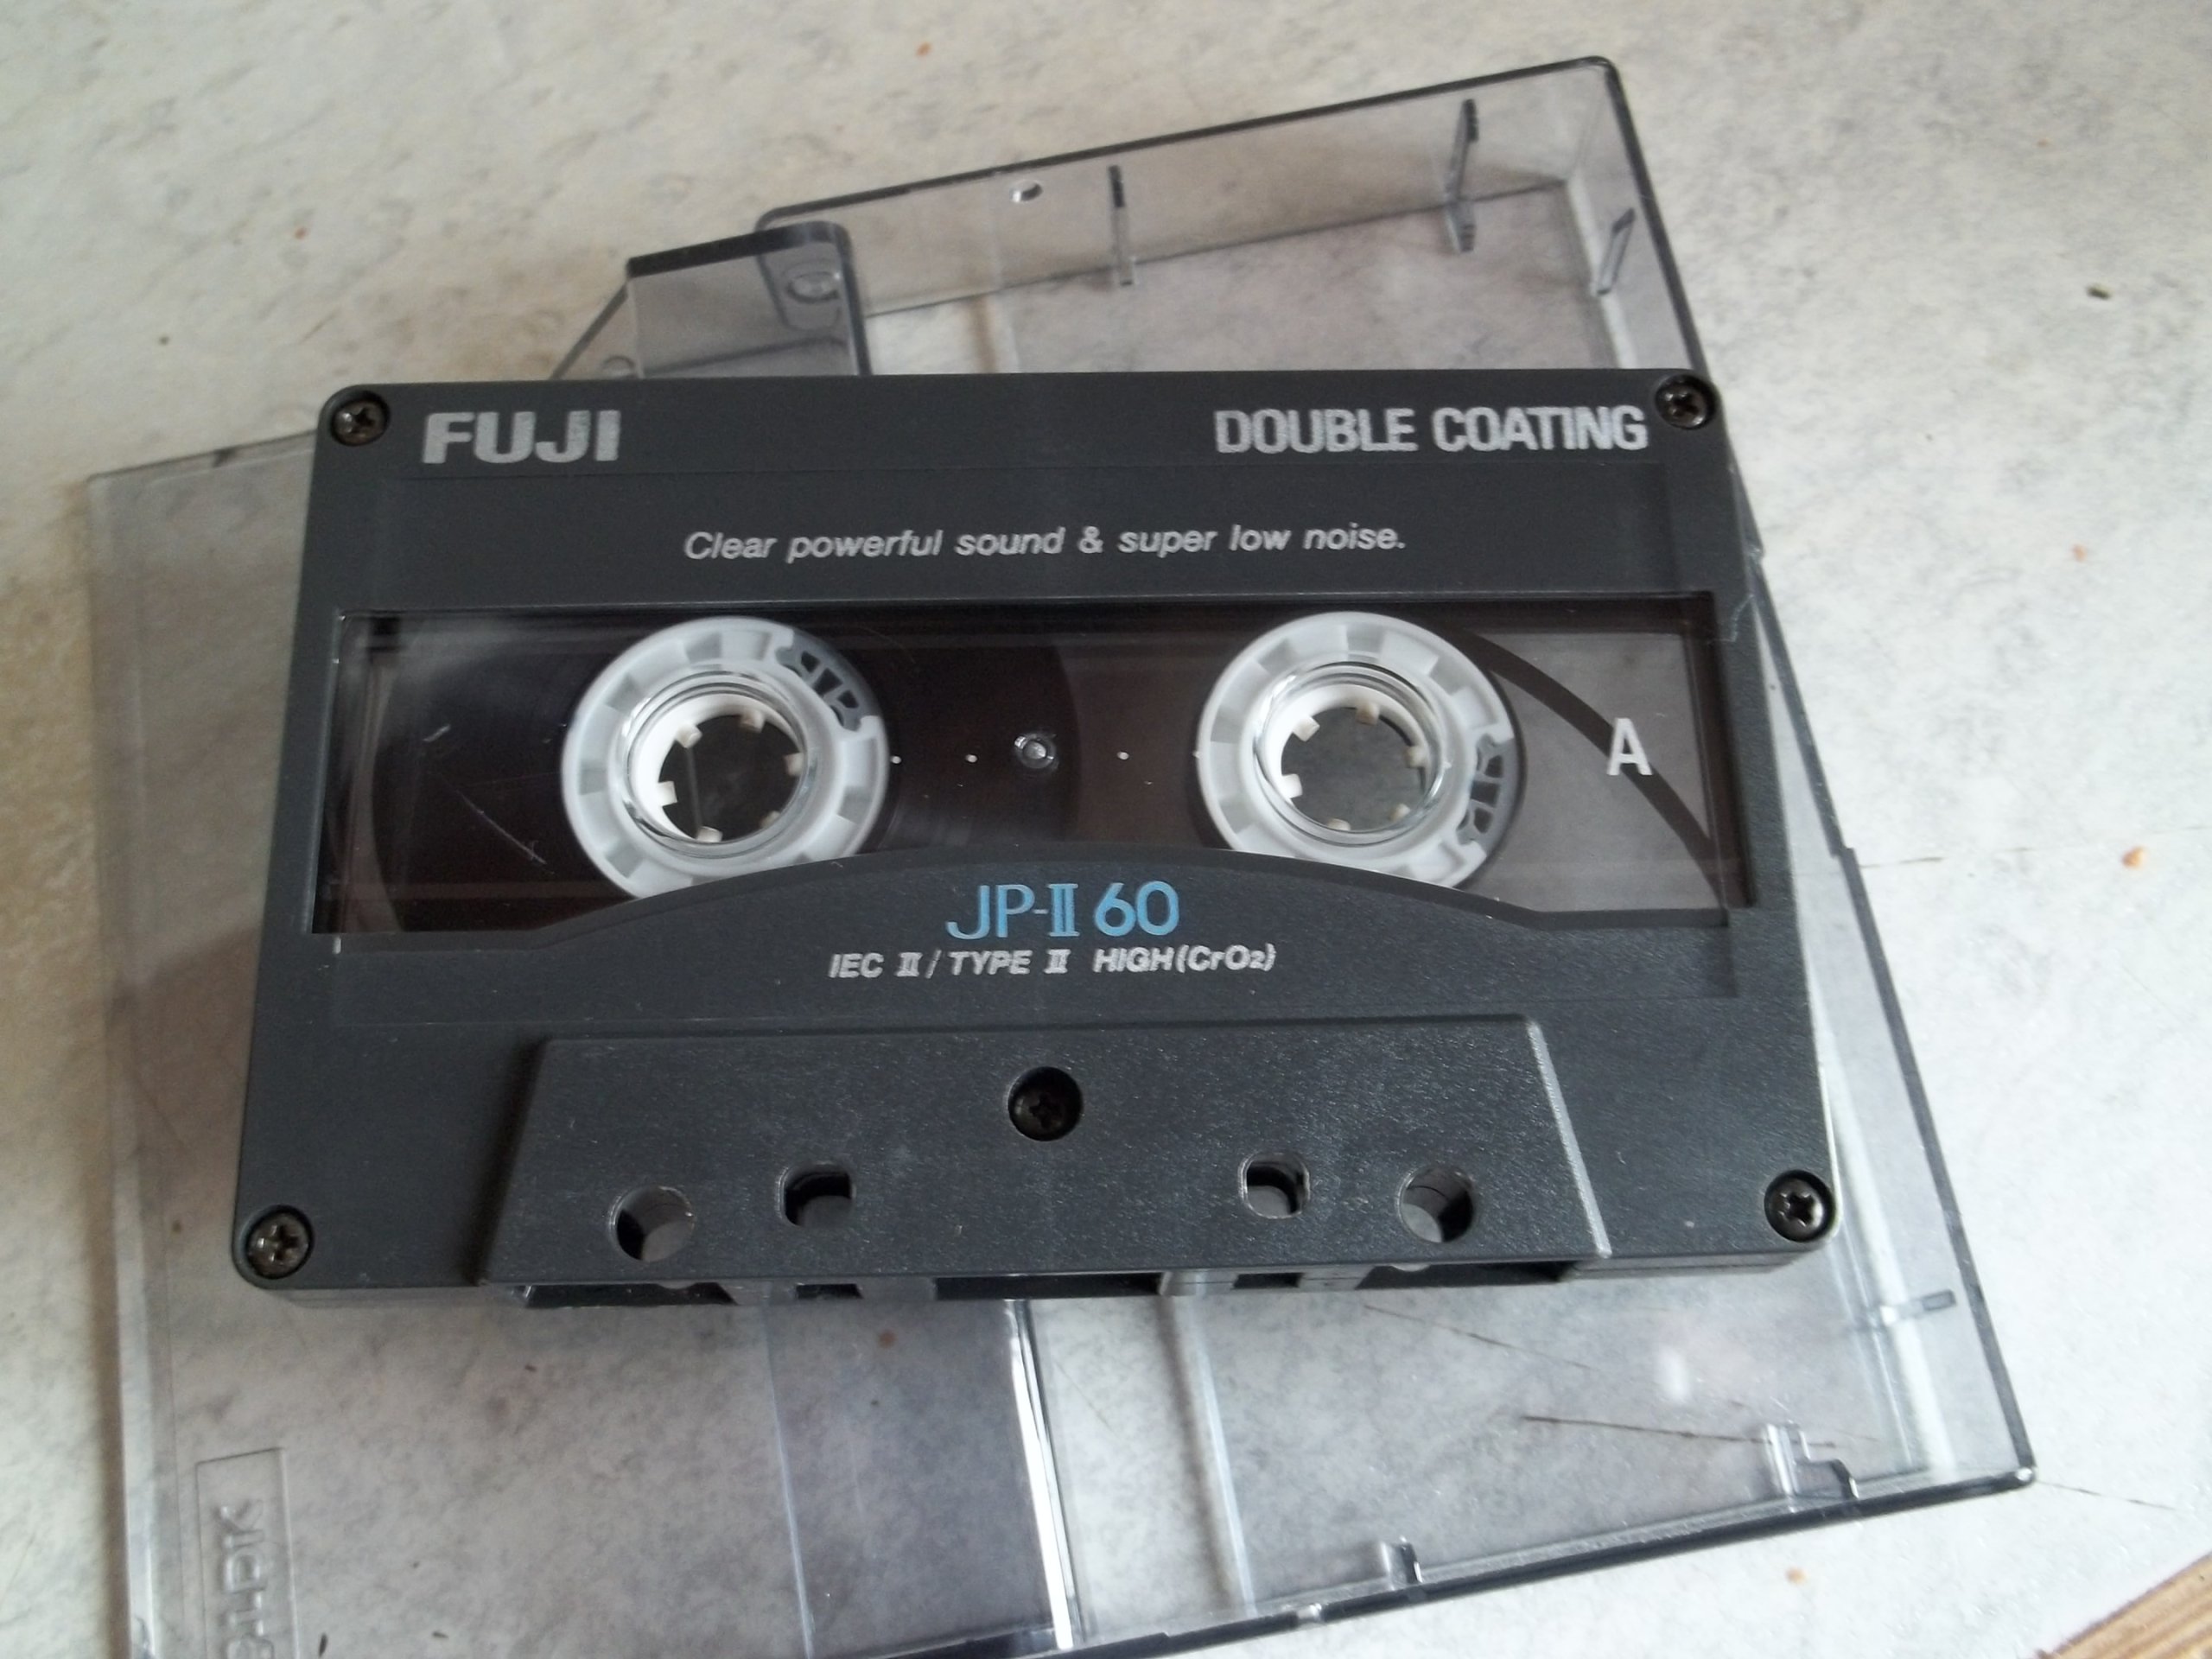 FUJI
DOUBLE COATING
Clear powerful sound & super low noise.
A
JP-II 60
IEC II / TYPE II HIGH (CrO2)